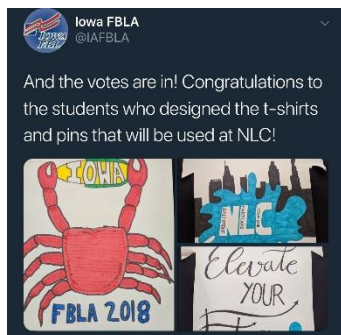 Iowa FBLA
@IAFBLA
And the votes are in! Congratulations to
the students who designed the t-shirts
and pins that will be used at NLC!
IOWA
FBLA 2018
NLC
Elevate
YOUR